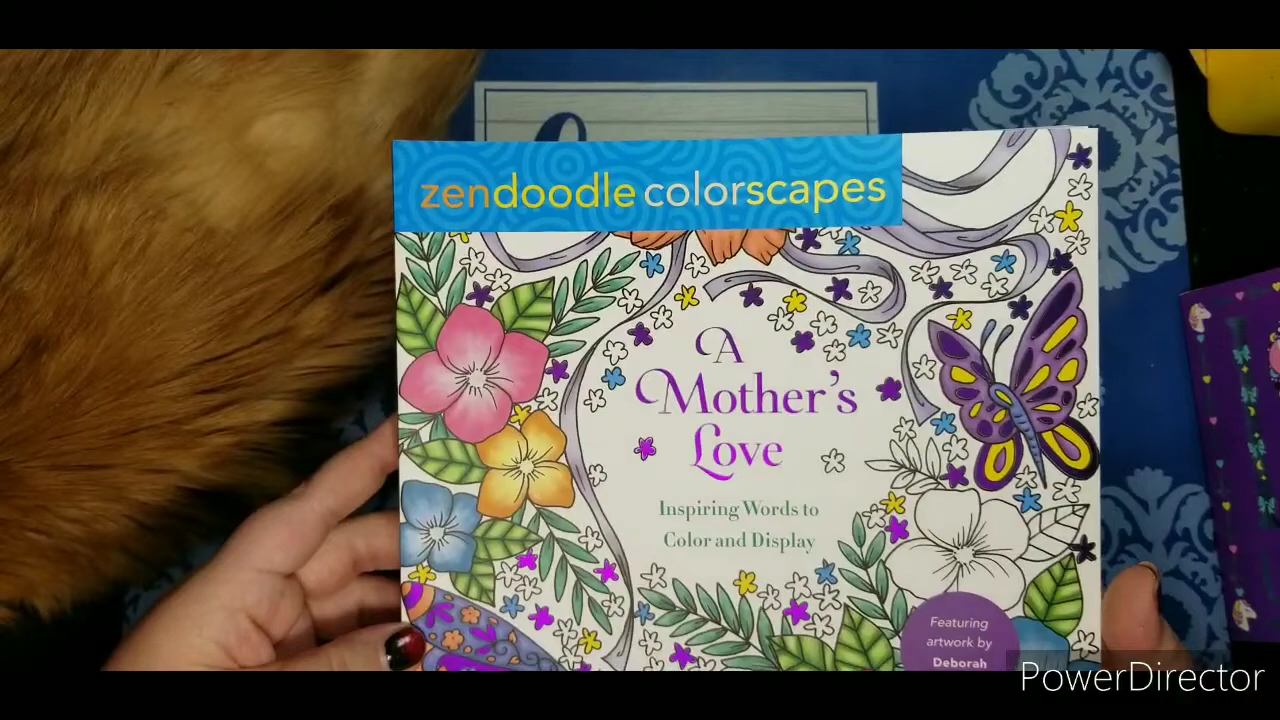 zendoodle colorscapes
A
Mother's
Love
Inspiring Words to
Color and Display
Featuring
artwork by
Deborah
PowerDirector